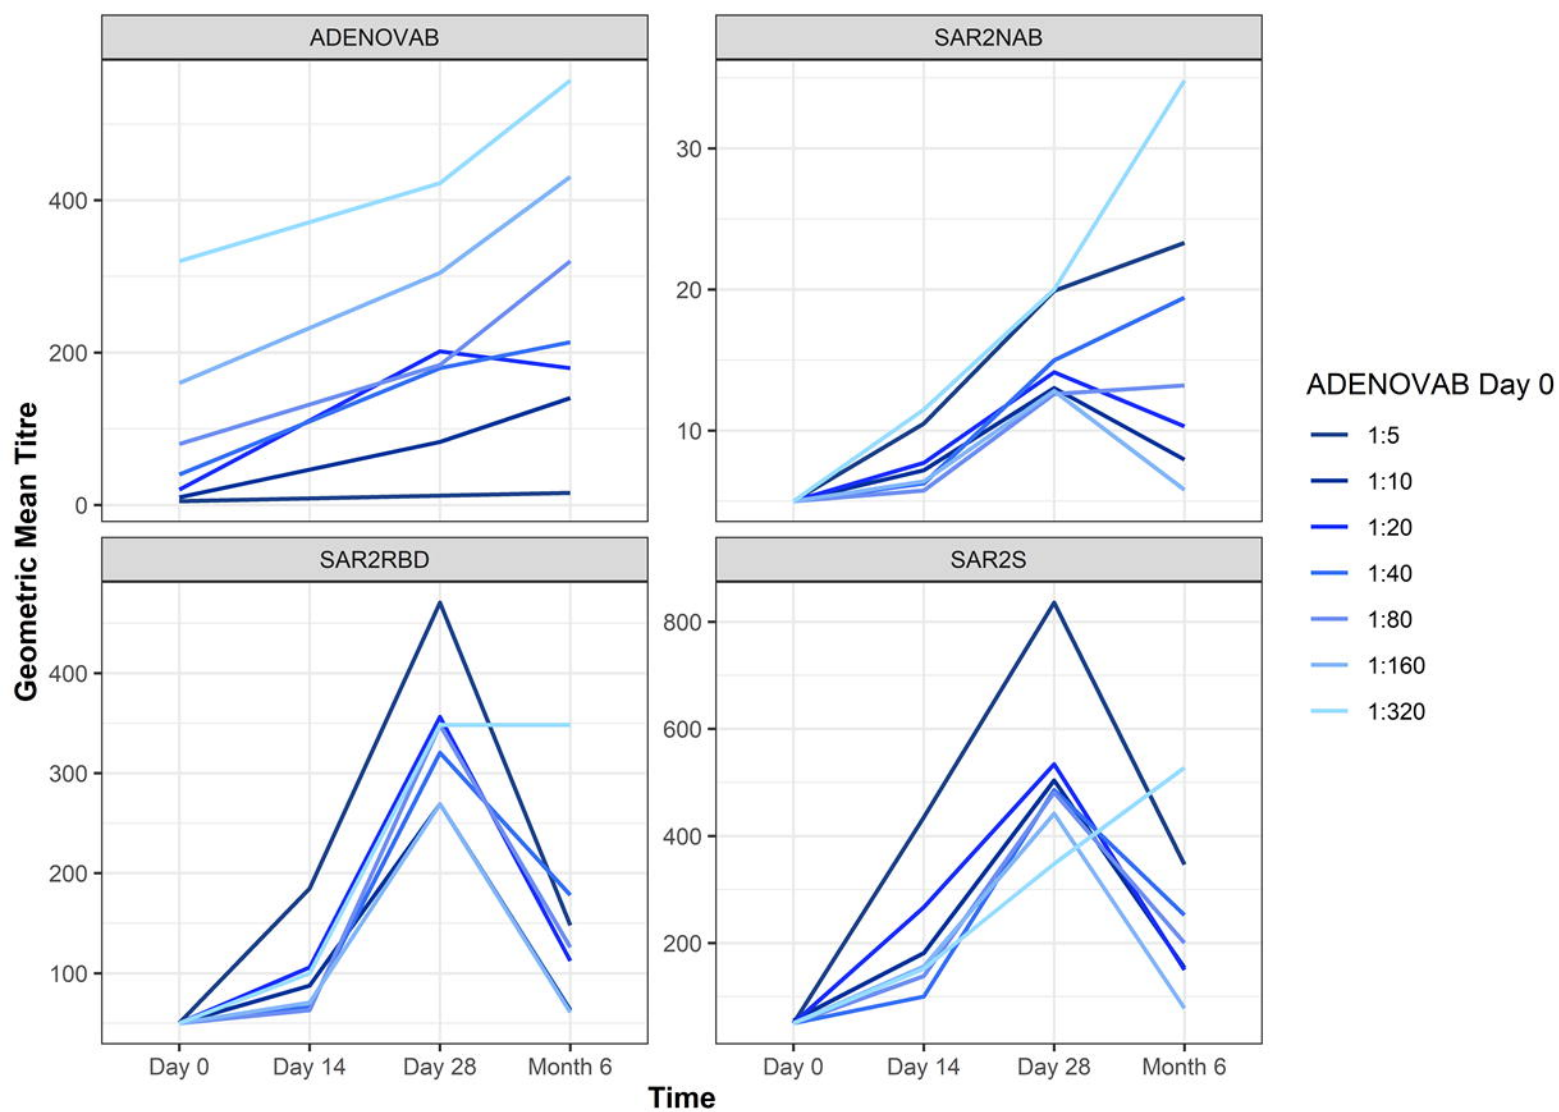 ADENOVAB
SAR2NAB
400
200
0
30
20
10
SAR2RBD
SAR2S
400
300
200
100
800
600
400
200
Day 0
Day 14
Day 28
Month 6
Day 0
Day 14
Day 28
Month 6
Time
Geometric Mean Titre
ADENOVAB Day 0
1:5
1:10
1:20
1:40
1:80
1:160
1:320